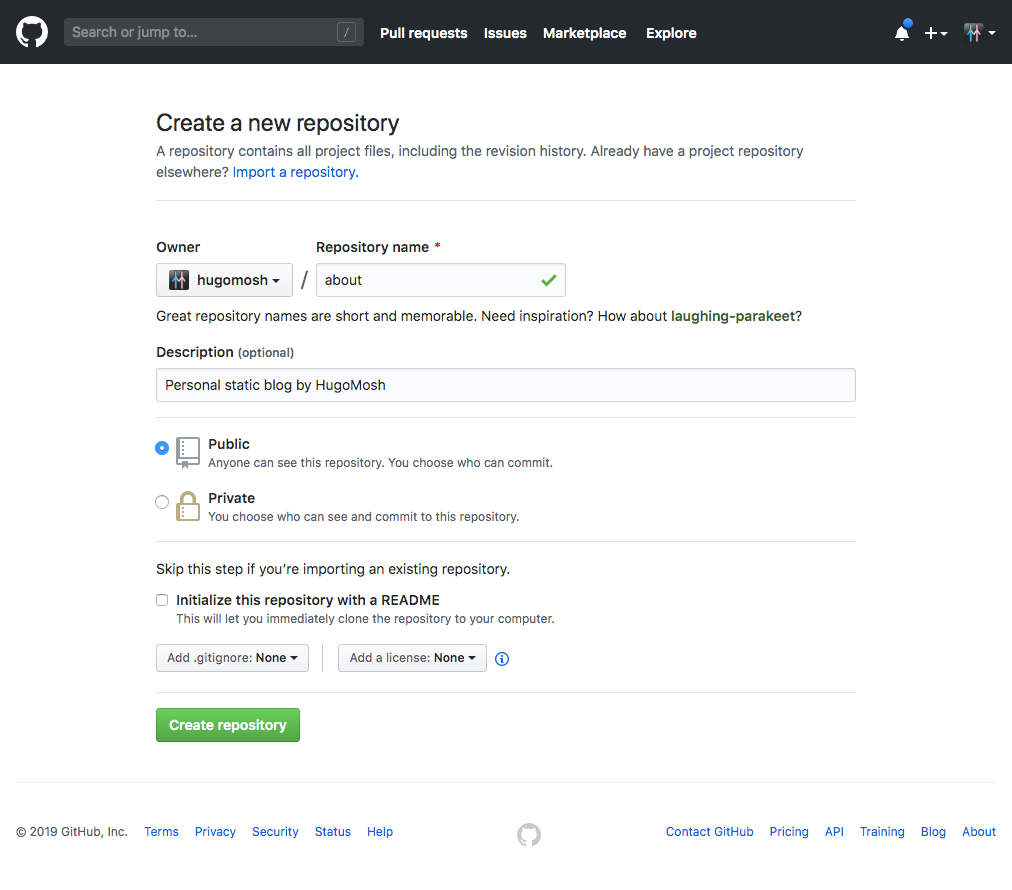 Search or jump to... /
Pull requests Issues Marketplace Explore
Create a new repository
A repository contains all project files, including the revision history. Already have a project repository
elsewhere? Import a repository.
Owner Repository name *
hugomosh / about
Great repository names are short and memorable. Need inspiration? How about laughing-parakeet?
Description (optional)
Personal static blog by HugoMosh
Public
Anyone can see this repository. You choose who can commit.
Private
You choose who can see and commit to this repository.
Skip this step if you’re importing an existing repository.
Initialize this repository with a README
This will let you immediately clone the repository to your computer.
Add .gitignore: None Add a license: None
Create repository
© 2019 GitHub, Inc. Terms Privacy Security Status Help Contact GitHub Pricing API Training Blog About